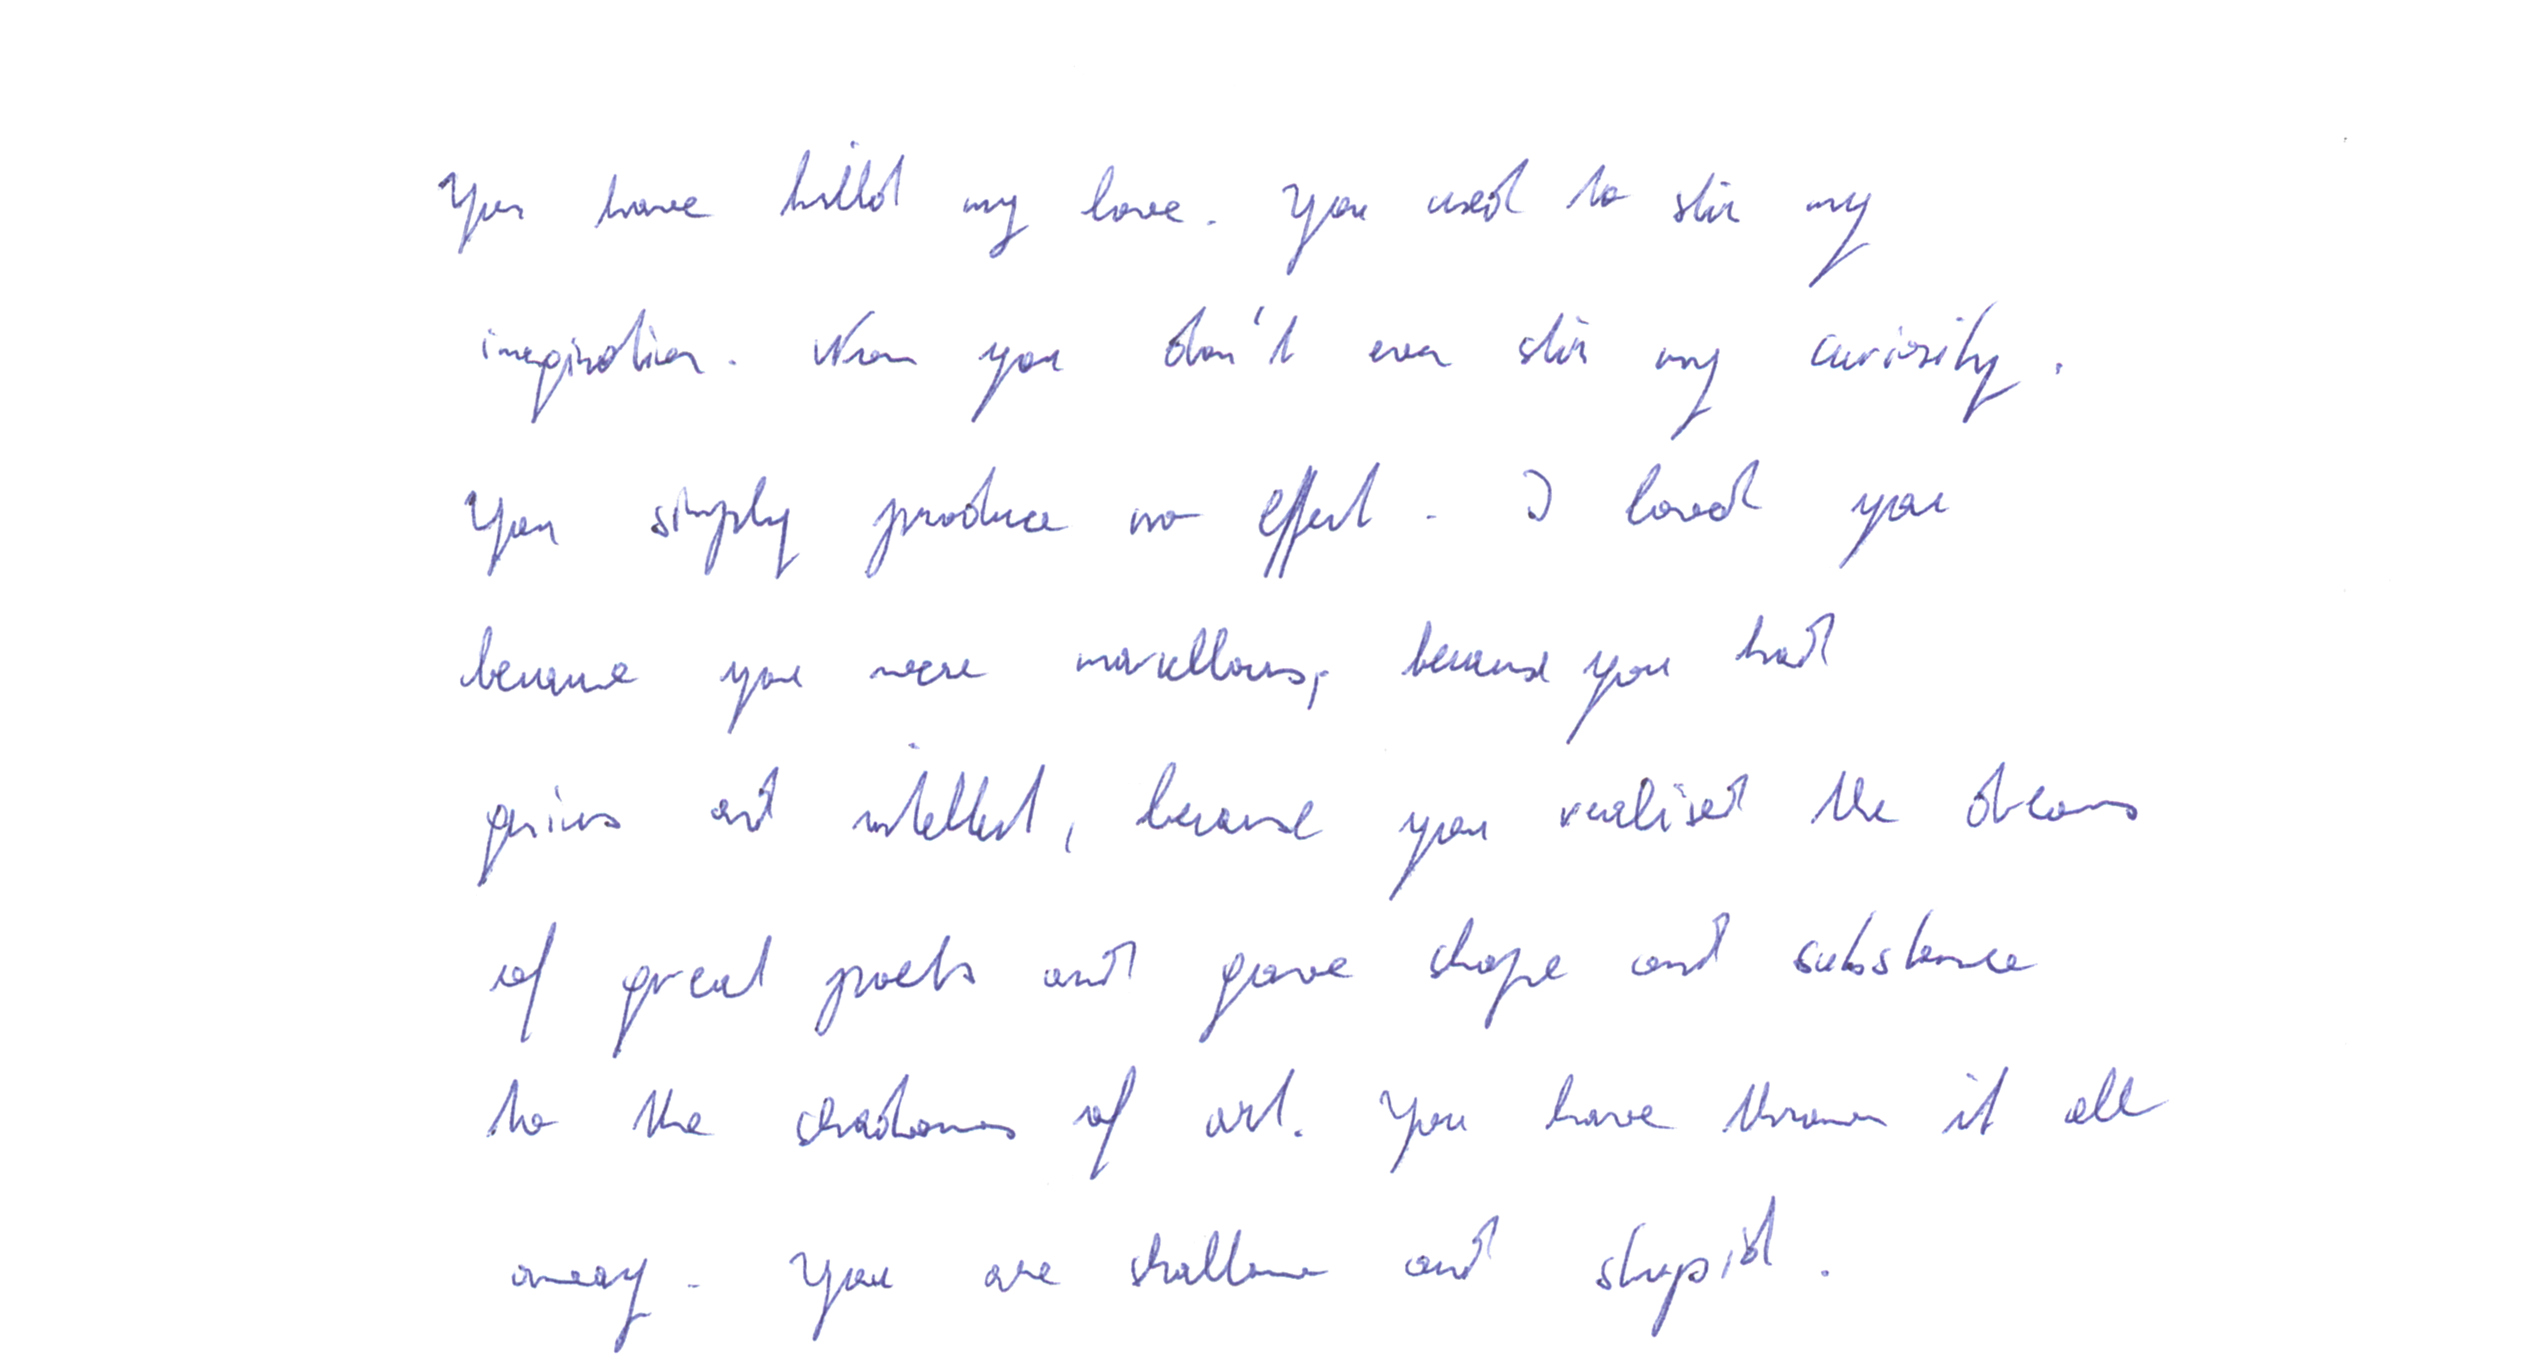 You have killed my love. You used to stir my
imagination. Now you don't even stir my curiosity.
You simply produce no effect. I loved you
because you were marvellous, because you had
genius and intellect, because you realised the dreams
of great poets and gave shape and substance
to the shadows of art. You have thrown it all
away. You are shallow and stupid.